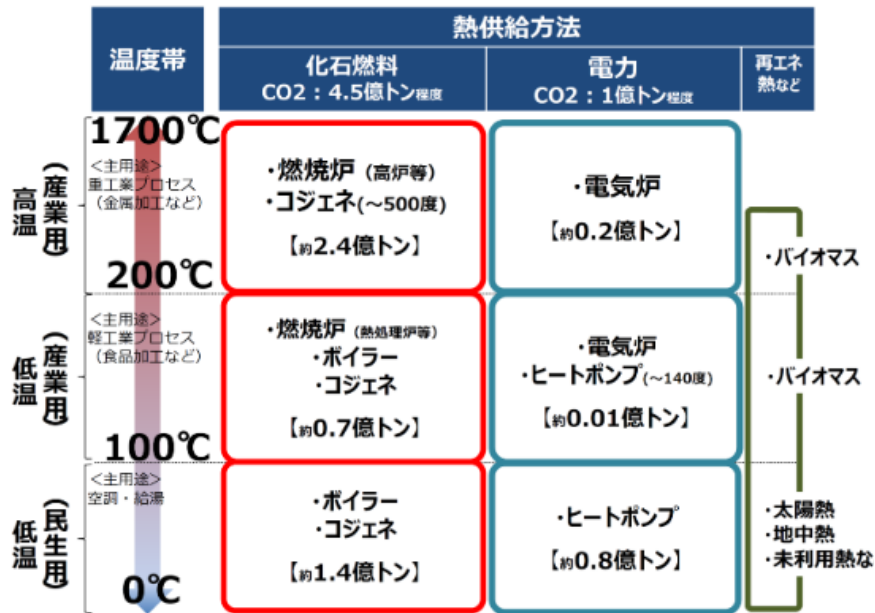 温度帯
熱供給方法
化石燃料
CO2：4.5億トン程度
電力
CO2：1億トン程度
再エネ
熱など
高温
（産業用）
1700℃
＜主用途＞
重工業プロセス
（金属加工など）
200℃
・燃焼炉（高炉等）
・コジェネ(～500度)
【約2.4億トン】
・電気炉
【約0.2億トン】
・バイオマス
低温
（産業用）
＜主用途＞
軽工業プロセス
（食品加工など）
100℃
・燃焼炉（熱処理炉等）
・ボイラー
・コジェネ
【約0.7億トン】
・電気炉
・ヒートポンプ(～140度)
【約0.01億トン】
・バイオマス
低温
（民生用）
＜主用途＞
空調・給湯
0℃
・ボイラー
・コジェネ
【約1.4億トン】
・ヒートポンプ
【約0.8億トン】
・太陽熱
・地中熱
・未利用熱な